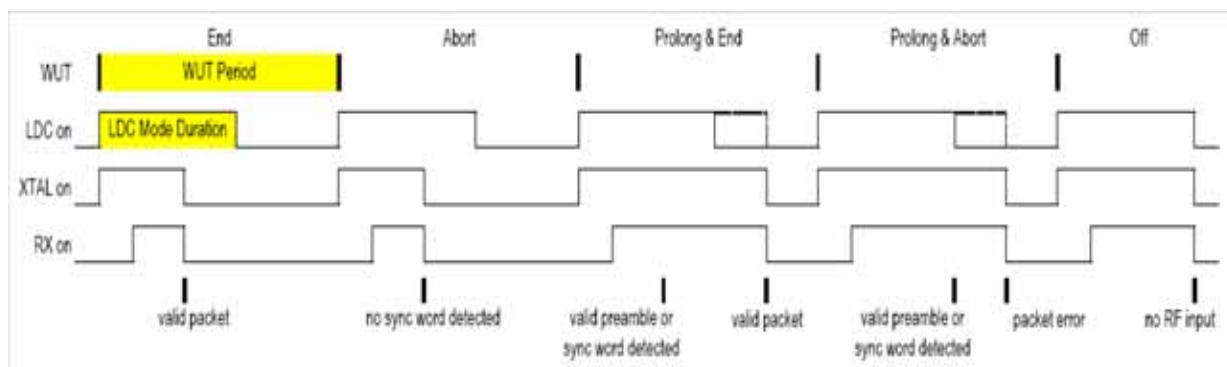 End Abort Prolong & End Prolong & Abort Off
WUT WUT Period
LDC on LDC Mode Duration
XTAL on
RX on
valid packet no sync word detected valid preamble or valid packet valid preamble or packet error no RF input
sync word detected sync word detected